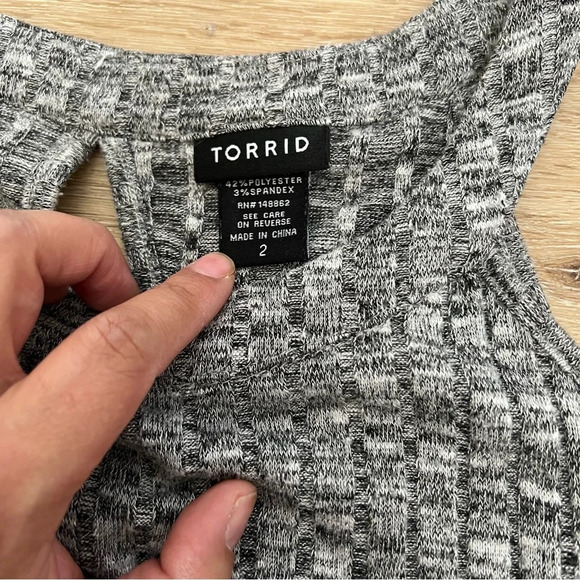 TORRID
42%POLYESTER
3%SPANDEX
RN#148862
SEE CARE
ON REVERSE
MADE IN CHINA
2